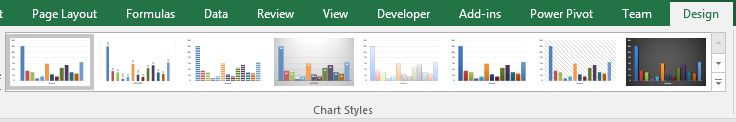 Page Layout Formulas Data Review View Developer Add-ins Power Pivot Team Design
Chart Styles